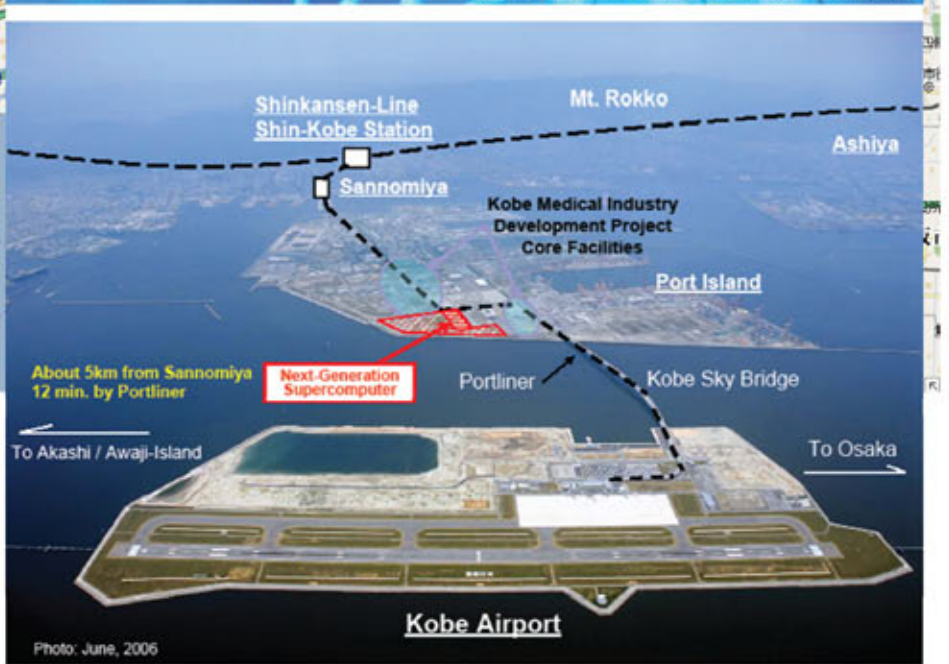 Shinkansen-Line
Shin-Kobe Station
Mt. Rokko
Ashiya
Sannomiya
Kobe Medical Industry
Development Project
Core Facilities
Port Island
About 5km from Sannomiya
12 min. by Portliner
Next-Generation
Supercomputer
Portliner
Kobe Sky Bridge
To Akashi / Awaji-Island
To Osaka
Kobe Airport
Photo: June, 2006